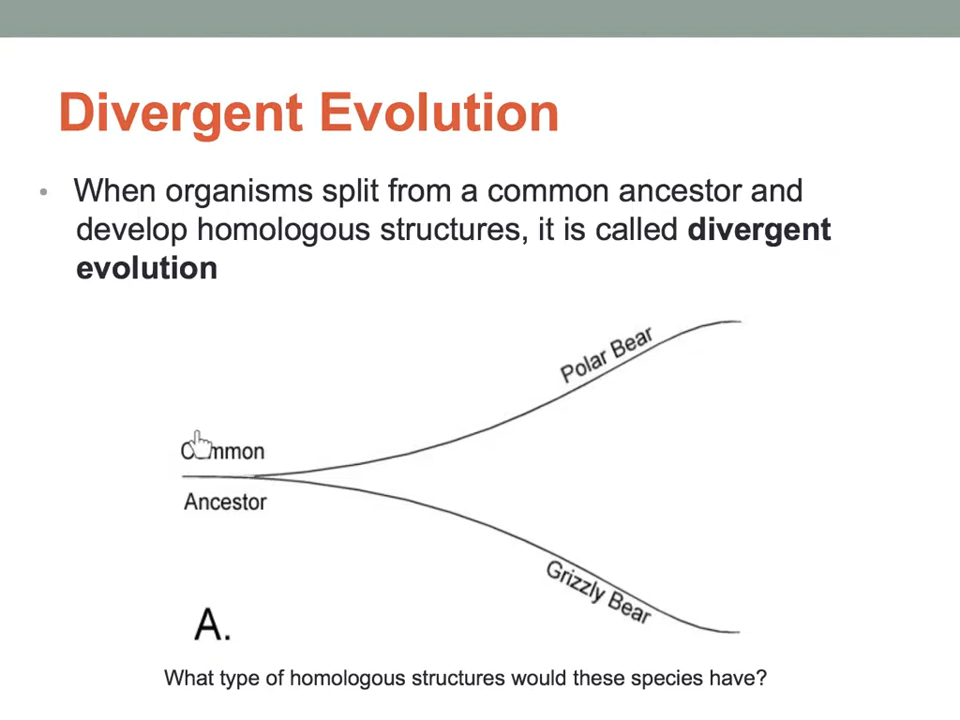 Divergent Evolution
• When organisms split from a common ancestor and
develop homologous structures, it is called divergent
evolution
Polar Bear
Common
Ancestor
Grizzly Bear
A.
What type of homologous structures would these species have?